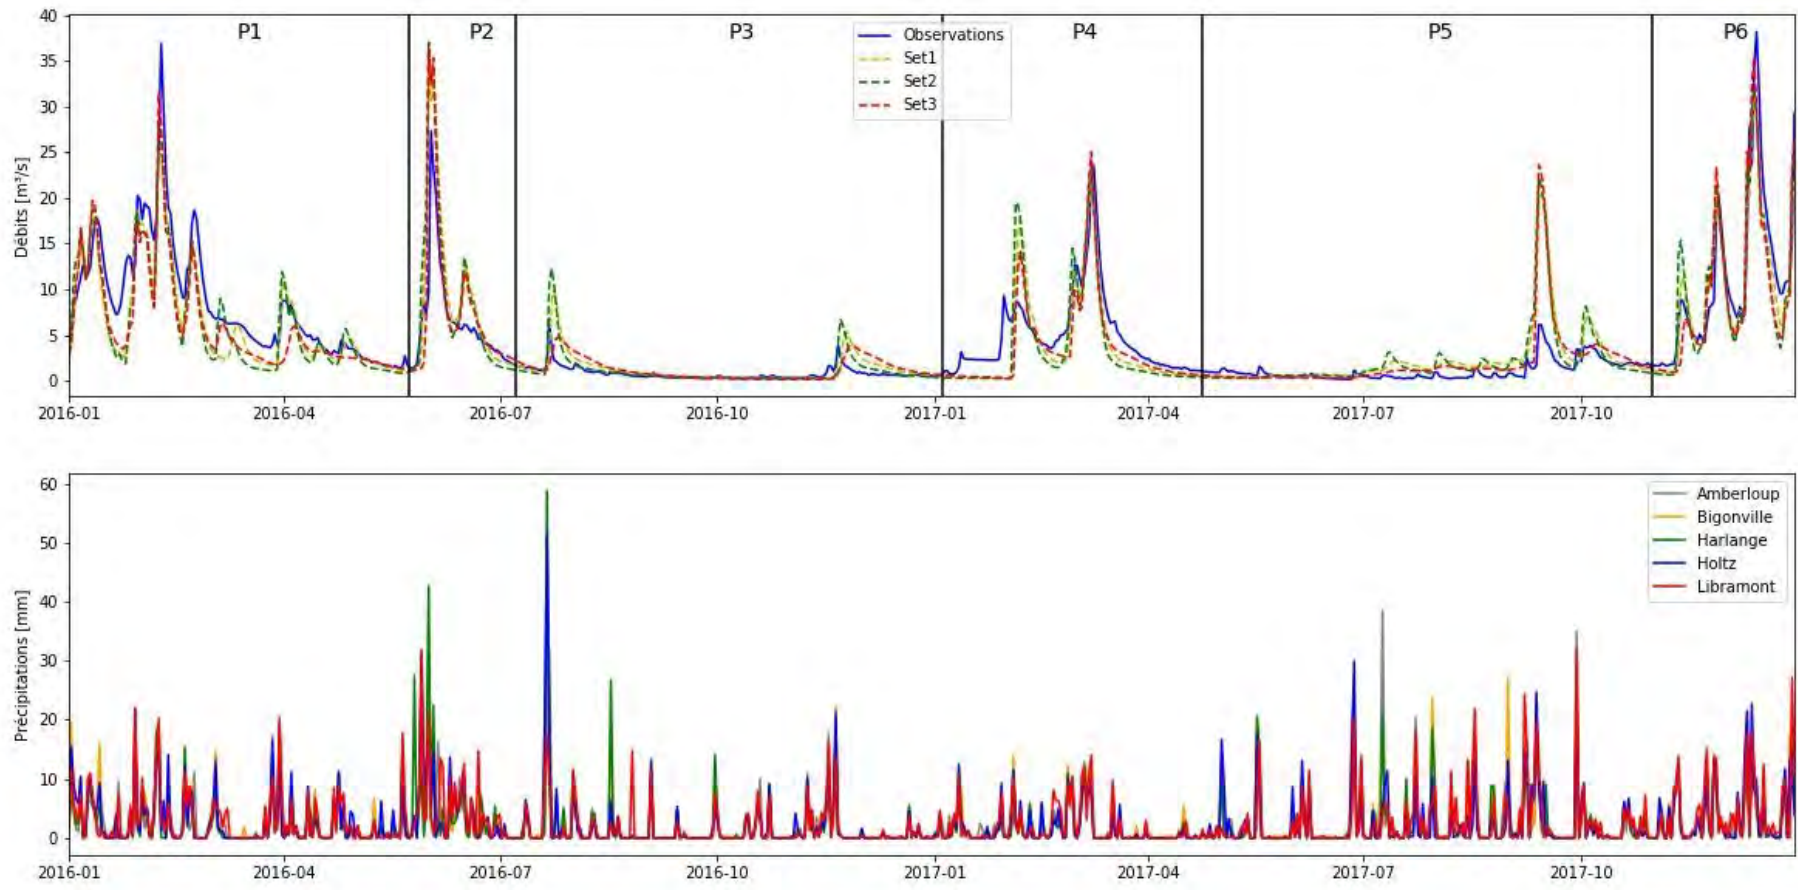 P1 P2 P3 P4 P5 P6
Observations
Set1
Set2
Set3
Débits [m³/s]
40
35
30
25
20
15
10
5
0
2016-01 2016-04 2016-07 2016-10 2017-01 2017-04 2017-07 2017-10
Amberloup
Bigonville
Harlange
Holtz
Libramont
Précipitations [mm]
60
50
40
30
20
10
0
2016-01 2016-04 2016-07 2016-10 2017-01 2017-04 2017-07 2017-10